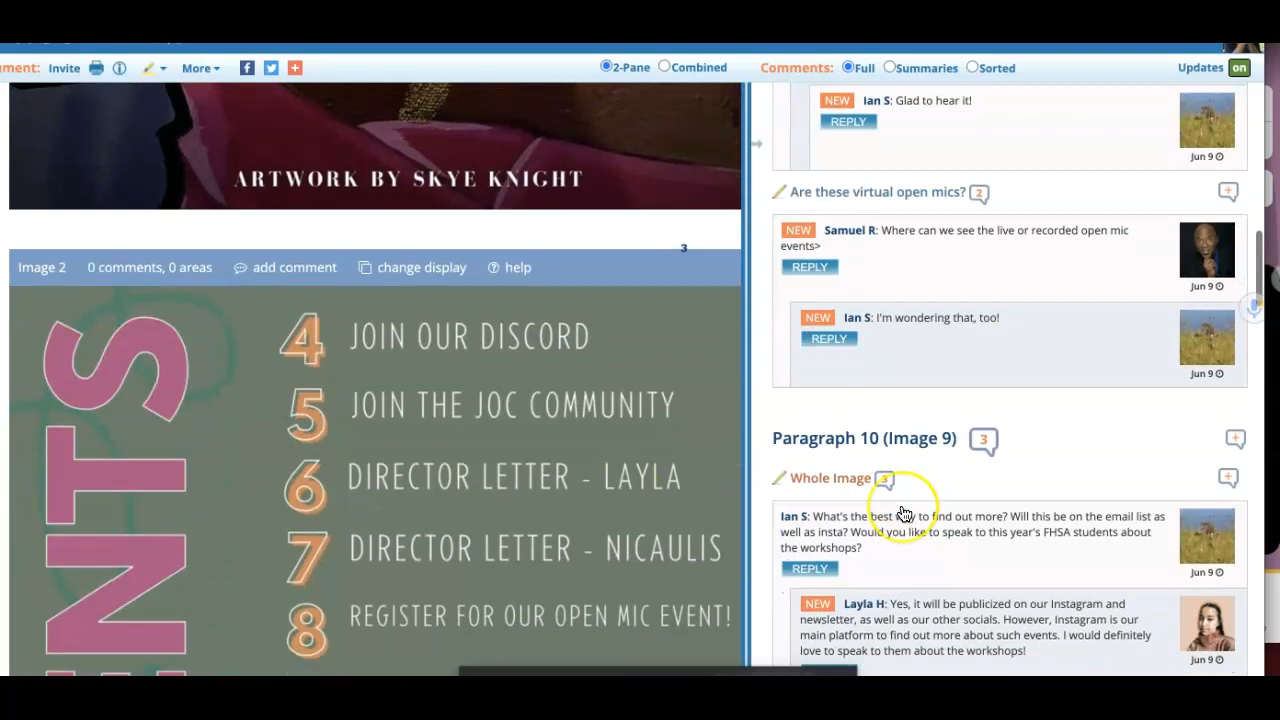 ment: Invite More 2-Pane Combined Comments: Full Summaries Sorted Updates on
ARTWORK BY SKYE KNIGHT
3
Image 2 0 comments, 0 areas add comment change display help
ENTS
4 JOIN OUR DISCORD
5 JOIN THE JOC COMMUNITY
6 DIRECTOR LETTER - LAYLA
7 DIRECTOR LETTER - NICAULIS
8 REGISTER FOR OUR OPEN MIC EVENT!
NEW Ian S: Glad to hear it!
REPLY
Jun 9
Are these virtual open mics? 2
NEW Samuel R: Where can we see the live or recorded open mic
events>
REPLY
Jun 9
NEW Ian S: I'm wondering that, too!
REPLY
Jun 9
Paragraph 10 (Image 9) 3
Whole Image 3
Ian S: What's the best way to find out more? Will this be on the email list as
well as insta? Would you like to speak to this year's FHSA students about
the workshops?
REPLY
Jun 9
NEW Layla H: Yes, it will be publicized on our Instagram and
newsletter, as well as our other socials. However, Instagram is our
main platform to find out more about such events. I would definitely
love to speak to them about the workshops!
Jun 9